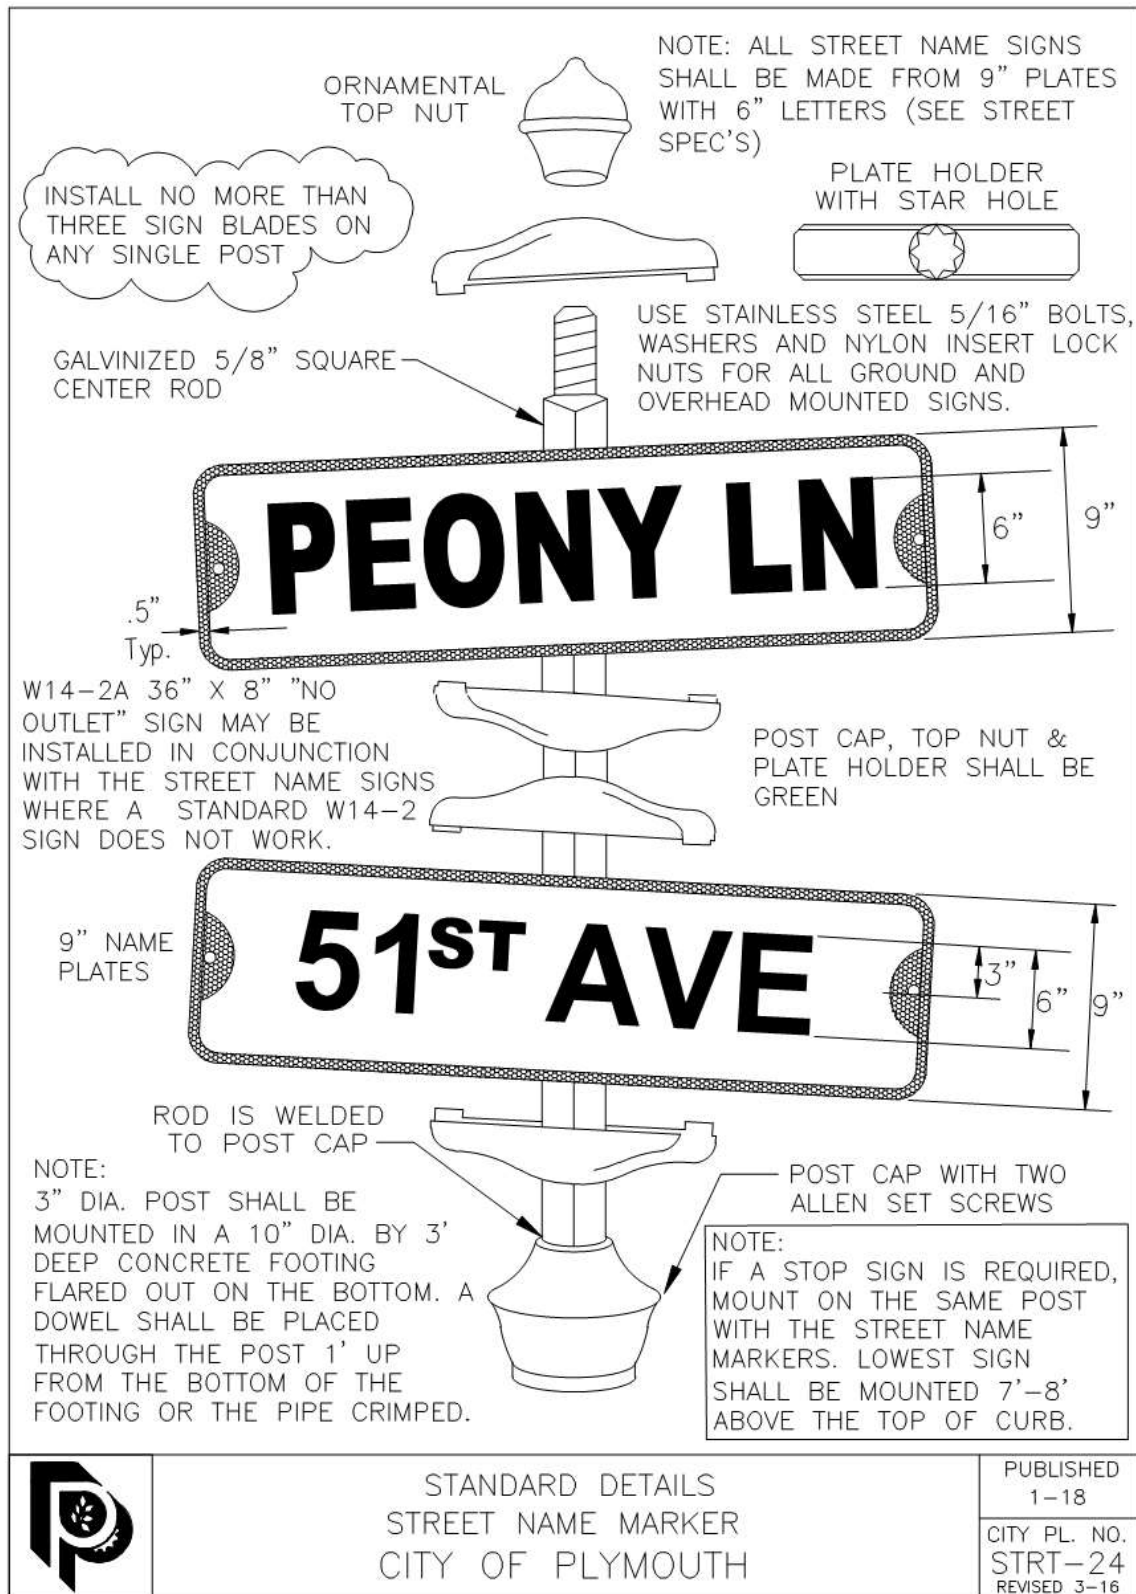 ORNAMENTAL
TOP NUT
NOTE: ALL STREET NAME SIGNS
SHALL BE MADE FROM 9" PLATES
WITH 6" LETTERS (SEE STREET
SPEC'S)
INSTALL NO MORE THAN
THREE SIGN BLADES ON
ANY SINGLE POST
PLATE HOLDER
WITH STAR HOLE
GALVINIZED 5/8" SQUARE
CENTER ROD
USE STAINLESS STEEL 5/16" BOLTS,
WASHERS AND NYLON INSERT LOCK
NUTS FOR ALL GROUND AND
OVERHEAD MOUNTED SIGNS.
PEONY LN
6"
9"
.5"
Typ.
W14-2A 36" X 8" "NO
OUTLET" SIGN MAY BE
INSTALLED IN CONJUNCTION
WITH THE STREET NAME SIGNS
WHERE A STANDARD W14-2
SIGN DOES NOT WORK.
POST CAP, TOP NUT &
PLATE HOLDER SHALL BE
GREEN
9" NAME
PLATES
51ST AVE
3"
6"
9"
ROD IS WELDED
TO POST CAP
NOTE:
3" DIA. POST SHALL BE
MOUNTED IN A 10" DIA. BY 3'
DEEP CONCRETE FOOTING
FLARED OUT ON THE BOTTOM. A
DOWEL SHALL BE PLACED
THROUGH THE POST 1' UP
FROM THE BOTTOM OF THE
FOOTING OR THE PIPE CRIMPED.
POST CAP WITH TWO
ALLEN SET SCREWS
NOTE:
IF A STOP SIGN IS REQUIRED,
MOUNT ON THE SAME POST
WITH THE STREET NAME
MARKERS. LOWEST SIGN
SHALL BE MOUNTED 7'-8'
ABOVE THE TOP OF CURB.
STANDARD DETAILS
STREET NAME MARKER
CITY OF PLYMOUTH
PUBLISHED
1-18
CITY PL. NO.
STRT-24
REVISED 3-16